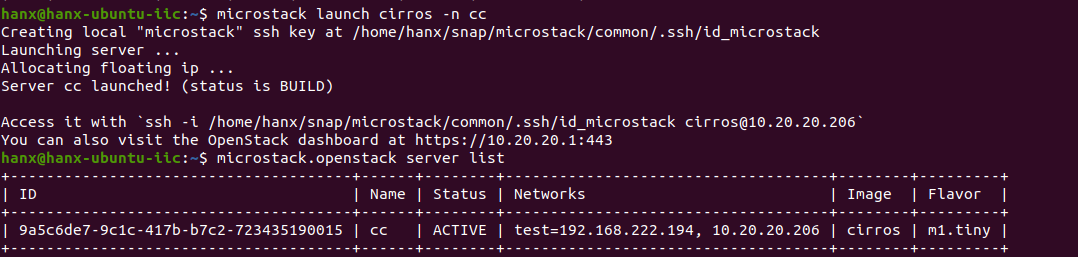 hanx@hanx-ubuntu-iic:~$ microstack launch cirros -n cc
Creating local "microstack" ssh key at /home/hanx/snap/microstack/common/.ssh/id_microstack
Launching server ...
Allocating floating ip ...
Server cc launched! (status is BUILD)

Access it with `ssh -i /home/hanx/snap/microstack/common/.ssh/id_microstack cirros@10.20.20.206`
You can also visit the OpenStack dashboard at https://10.20.20.1:443
hanx@hanx-ubuntu-iic:~$ microstack.openstack server list
+--------------------------------------+------+--------+-----------------------------------+--------+---------+
| ID                                   | Name | Status | Networks                          | Image  | Flavor  |
+--------------------------------------+------+--------+-----------------------------------+--------+---------+
| 9a5c6de7-9c1c-417b-b7c2-723435190015 | cc   | ACTIVE | test=192.168.222.194, 10.20.20.206 | cirros | m1.tiny |
+--------------------------------------+------+--------+-----------------------------------+--------+---------+